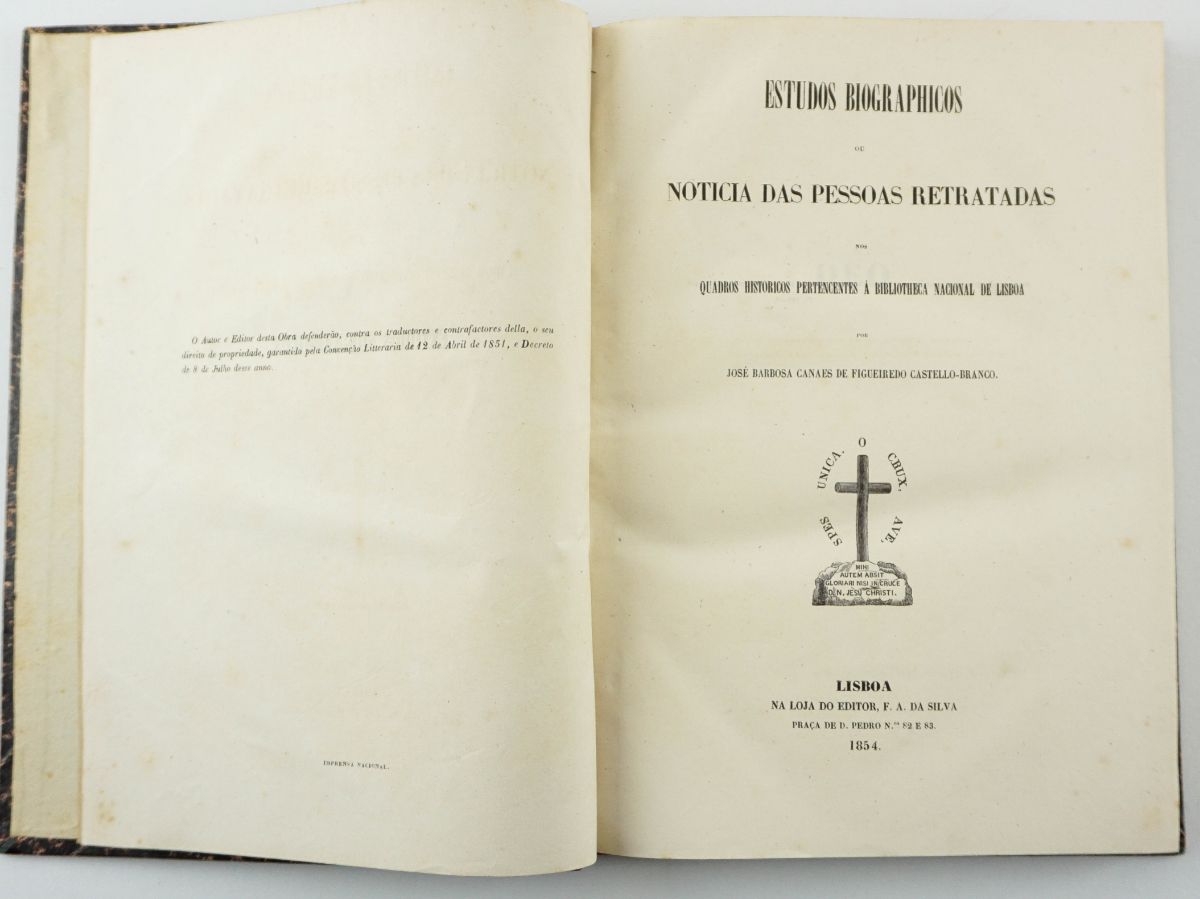 O Autor e Editor desta Obra defenderão, contra os traductores e contrafactores della, o seu
direito de propriedade, garantido pela Convenção Litteraria de 12 de Abril de 1851, e Decreto
de 8 de Julho deste anno.
IMPRENSA NACIONAL.
ESTUDOS BIOGRAPHICOS
OU
NOTICIA DAS PESSOAS RETRATADAS
NOS
QUADROS HISTORICOS PERTENCENTES Á BIBLIOTHECA NACIONAL DE LISBOA
POR
JOSÉ BARBOSA CANAES DE FIGUEIREDO CASTELLO-BRANCO.
O CRUX, AVE, SPES UNICA.
MIHI
AUTEM ABSIT
GLORIARI NISI IN CRUCE
D. N. JESU CHRISTI.
LISBOA
NA LOJA DO EDITOR, F. A. DA SILVA
PRAÇA DE D. PEDRO N.os 82 E 83.
1854.